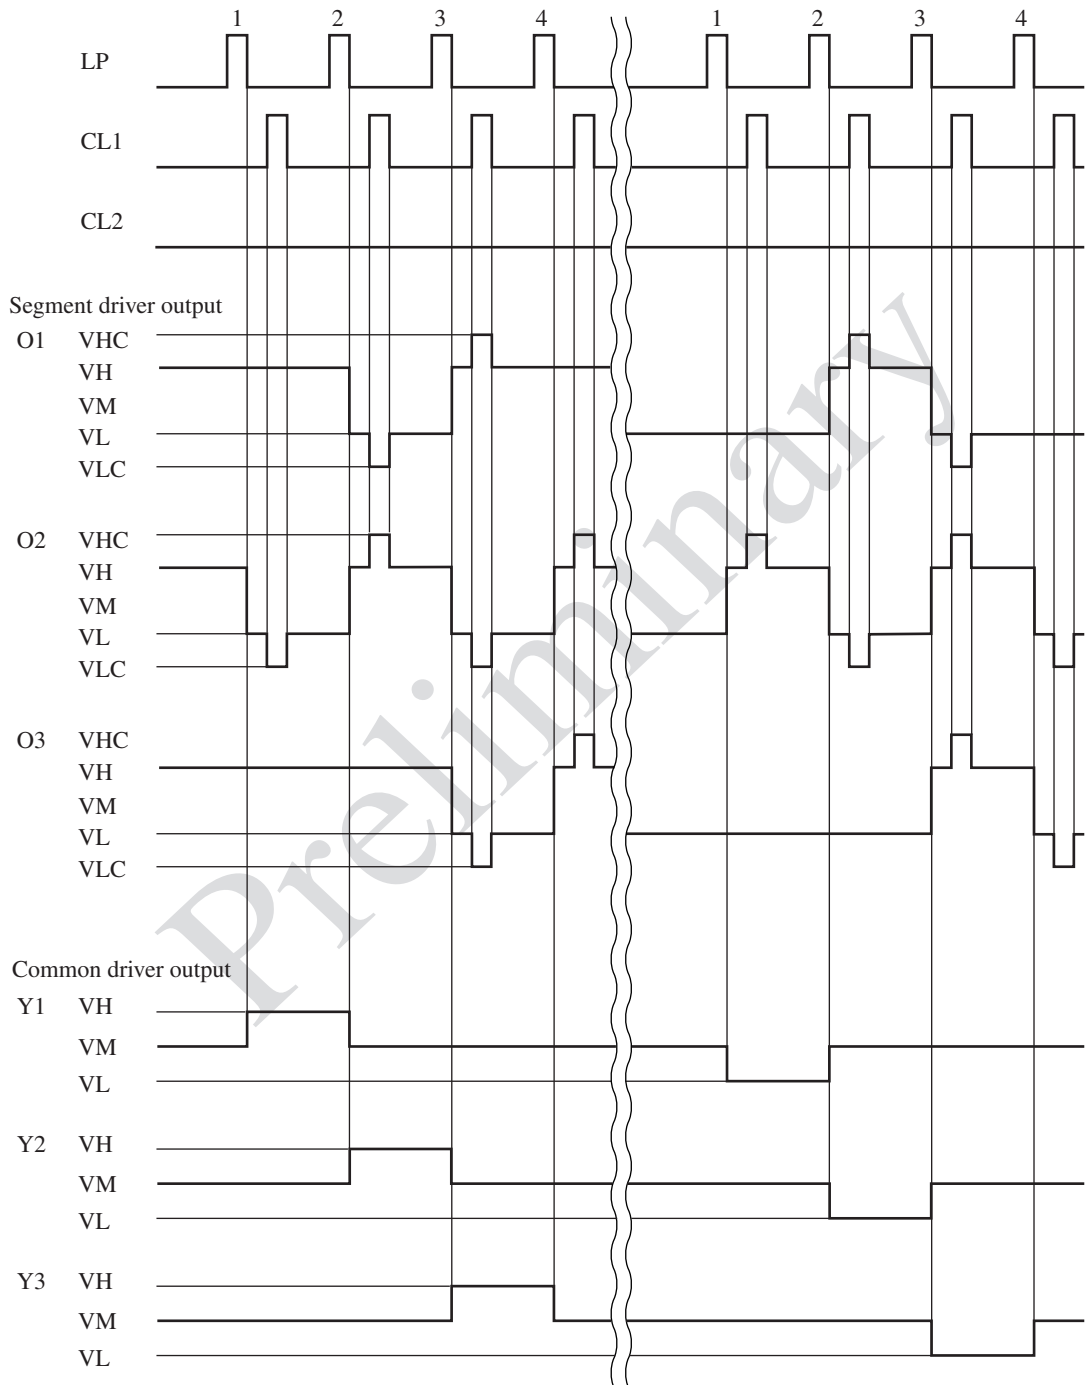 1 2 3 4 1 2 3 4
LP
CL1
CL2
Segment driver output
O1 VHC
VH
VM
VL
VLC
O2 VHC
VH
VM
VL
VLC
O3 VHC
VH
VM
VL
VLC
Common driver output
Y1 VH
VM
VL
Y2 VH
VM
VL
Y3 VH
VM
VL
Preliminary